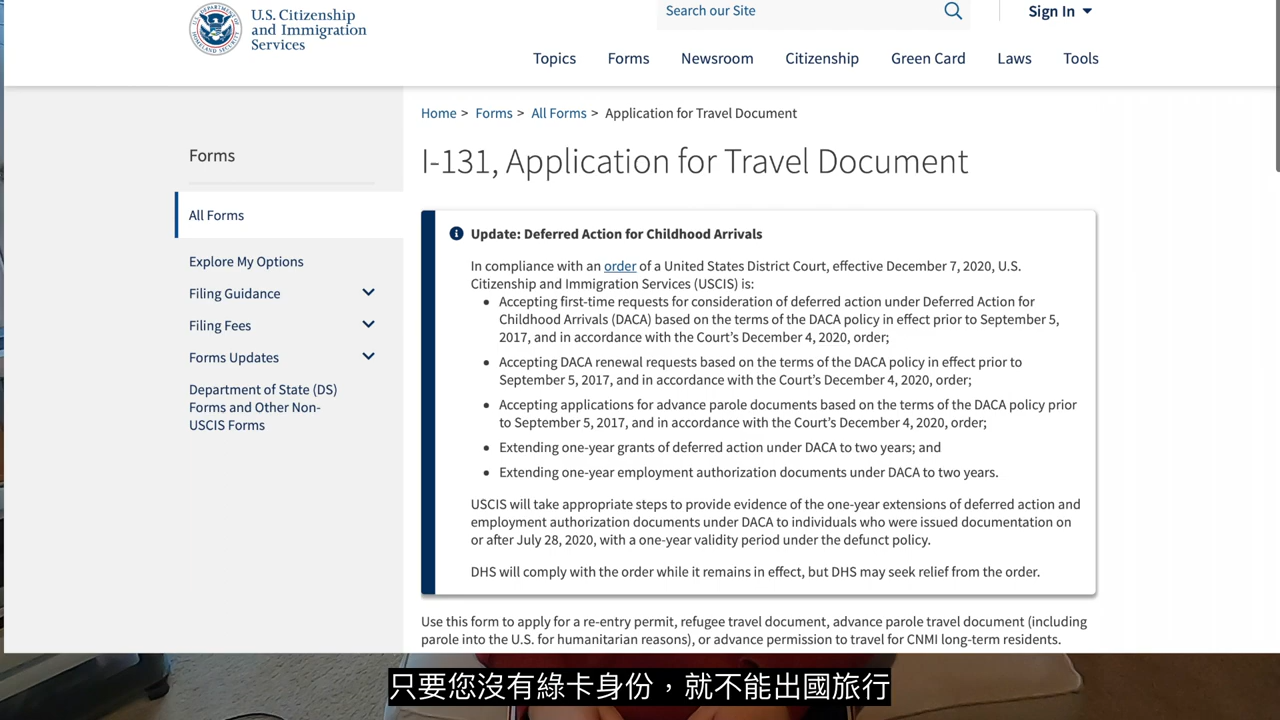 U.S. Citizenship
and Immigration
Services
Search our Site
Sign In
Topics
Forms
Newsroom
Citizenship
Green Card
Laws
Tools
Home > Forms > All Forms > Application for Travel Document
Forms
All Forms
Explore My Options
Filing Guidance
Filing Fees
Forms Updates
Department of State (DS)
Forms and Other Non-
USCIS Forms
I-131, Application for Travel Document
Update: Deferred Action for Childhood Arrivals
In compliance with an order of a United States District Court, effective December 7, 2020, U.S.
Citizenship and Immigration Services (USCIS) is:
• Accepting first-time requests for consideration of deferred action under Deferred Action for
Childhood Arrivals (DACA) based on the terms of the DACA policy in effect prior to September 5,
2017, and in accordance with the Court's December 4, 2020, order;
• Accepting DACA renewal requests based on the terms of the DACA policy in effect prior to
September 5, 2017, and in accordance with the Court's December 4, 2020, order;
• Accepting applications for advance parole documents based on the terms of the DACA policy prior
to September 5, 2017, and in accordance with the Court's December 4, 2020, order;
• Extending one-year grants of deferred action under DACA to two years; and
• Extending one-year employment authorization documents under DACA to two years.
USCIS will take appropriate steps to provide evidence of the one-year extensions of deferred action and
employment authorization documents under DACA to individuals who were issued documentation on
or after July 28, 2020, with a one-year validity period under the defunct policy.
DHS will comply with the order while it remains in effect, but DHS may seek relief from the order.
Use this form to apply for a re-entry permit, refugee travel document, advance parole travel document (including
parole into the U.S. for humanitarian reasons), or advance permission to travel for CNMI long-term residents.
只要您沒有綠卡身份，就不能出國旅行